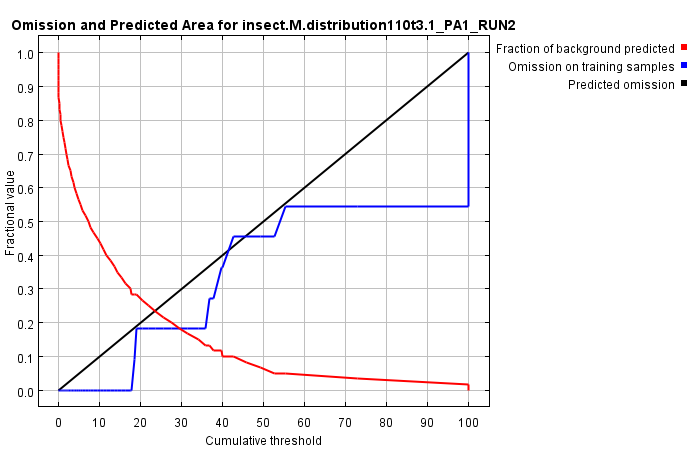 Omission and Predicted Area for insect.M.distribution110t3.1_PA1_RUN2
Fraction of background predicted
Omission on training samples
Predicted omission
Fractional value
1.0
0.9
0.8
0.7
0.6
0.5
0.4
0.3
0.2
0.1
0.0
0 10 20 30 40 50 60 70 80 90 100
Cumulative threshold